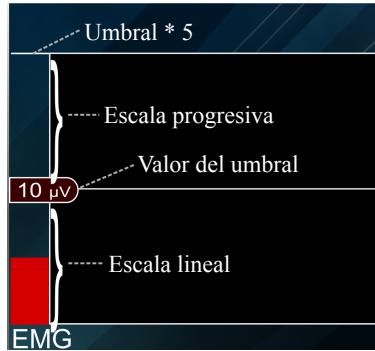 Umbral * 5
Escala progresiva
Valor del umbral
10 µV
Escala lineal
EMG